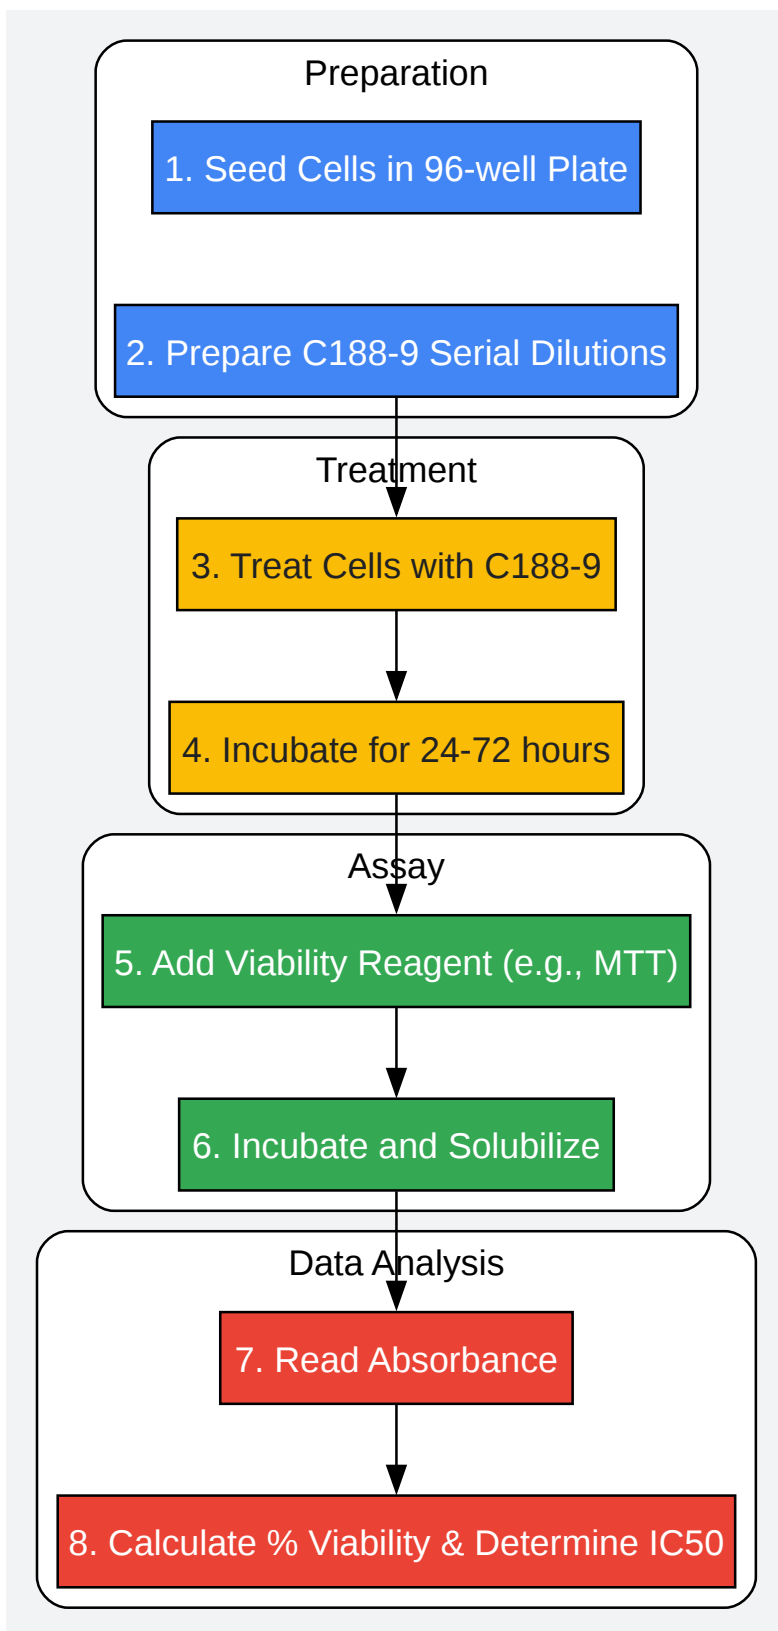 Preparation
1. Seed Cells in 96-well Plate
2. Prepare C188-9 Serial Dilutions
Treatment
3. Treat Cells with C188-9
4. Incubate for 24-72 hours
Assay
5. Add Viability Reagent (e.g., MTT)
6. Incubate and Solubilize
Data Analysis
7. Read Absorbance
8. Calculate % Viability & Determine IC50